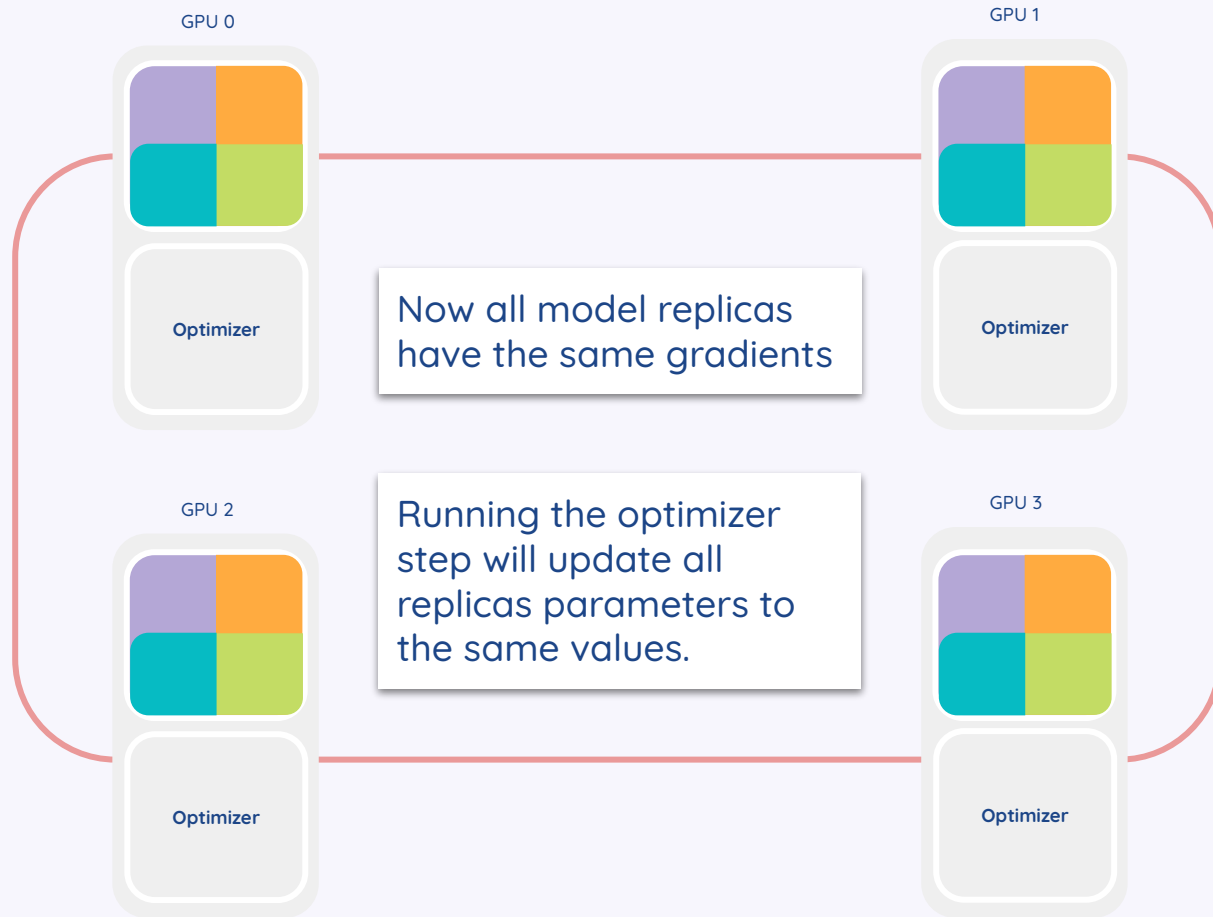 GPU 0
GPU 1
Optimizer
Now all model replicas
have the same gradients
Optimizer
GPU 2
Running the optimizer
step will update all
replicas parameters to
the same values.
GPU 3
Optimizer
Optimizer